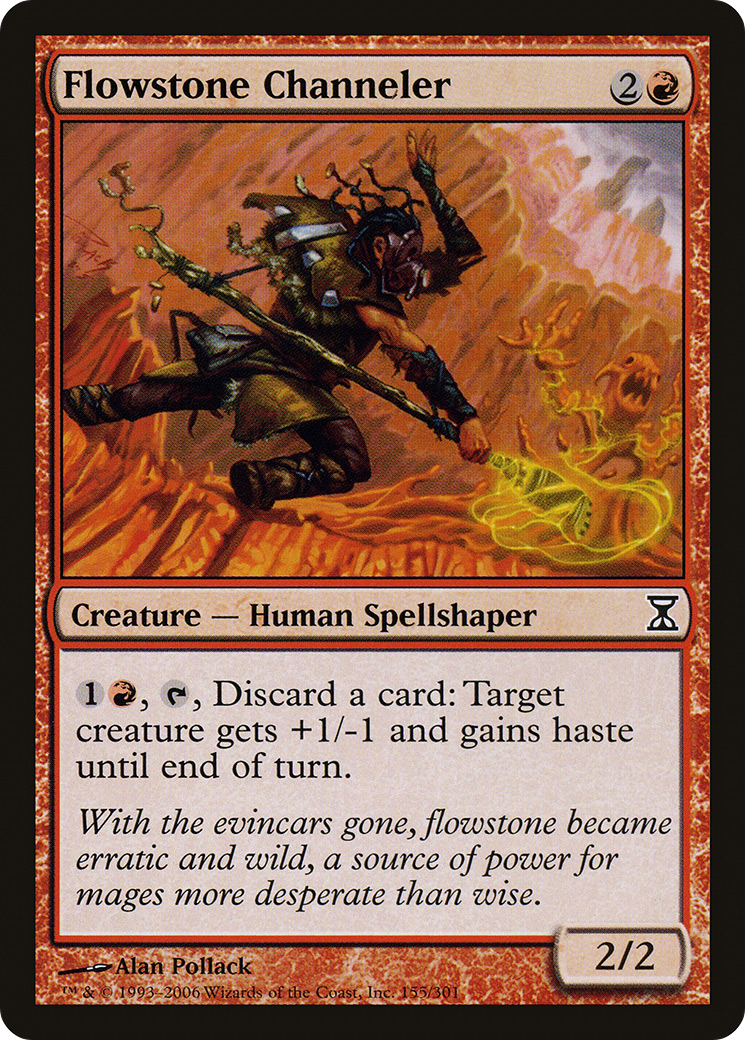 Flowstone Channeler 2
Creature — Human Spellshaper
1, , Discard a card: Target
creature gets +1/-1 and gains haste
until end of turn.
With the evincars gone, flowstone became
erratic and wild, a source of power for
mages more desperate than wise.
2/2
Alan Pollack
™ & © 1993–2006 Wizards of the Coast, Inc. 155/301